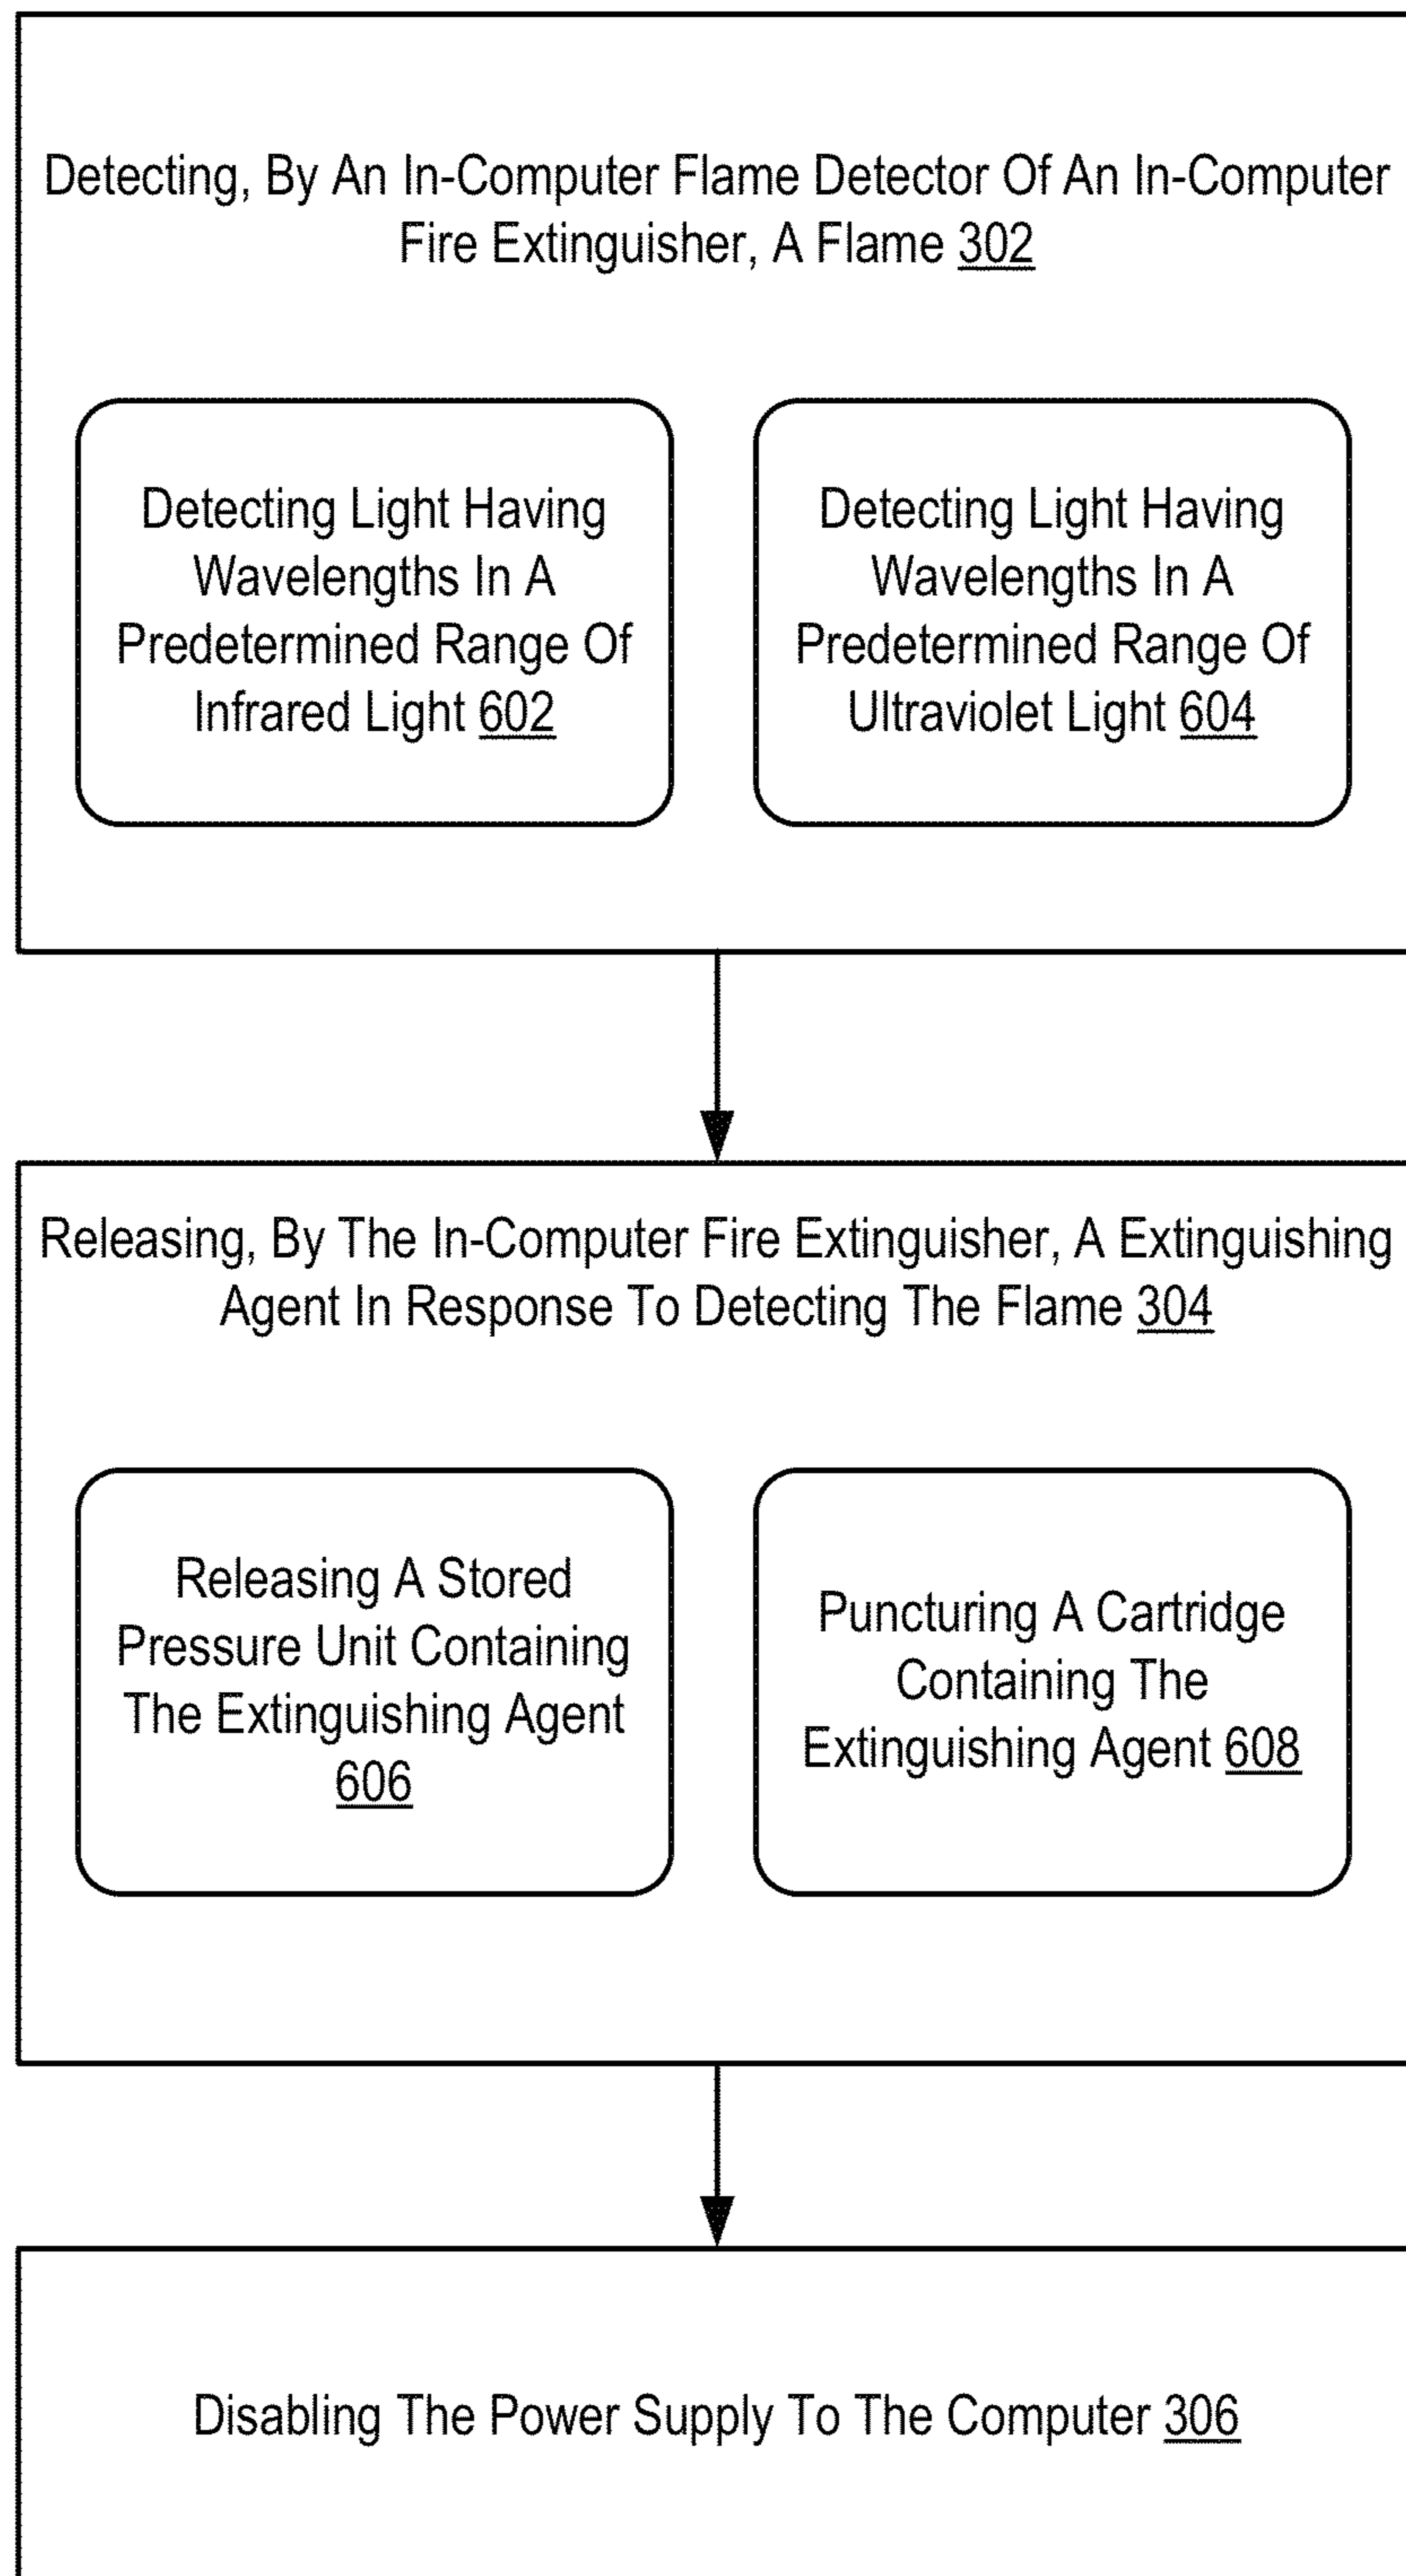 Detecting, By An In-Computer Flame Detector Of An In-Computer
Fire Extinguisher, A Flame 302
Detecting Light Having
Wavelengths In A
Predetermined Range Of
Infrared Light 602
Detecting Light Having
Wavelengths In A
Predetermined Range Of
Ultraviolet Light 604
Releasing, By The In-Computer Fire Extinguisher, A Extinguishing
Agent In Response To Detecting The Flame 304
Releasing A Stored
Pressure Unit Containing
The Extinguishing Agent
606
Puncturing A Cartridge
Containing The
Extinguishing Agent 608
Disabling The Power Supply To The Computer 306